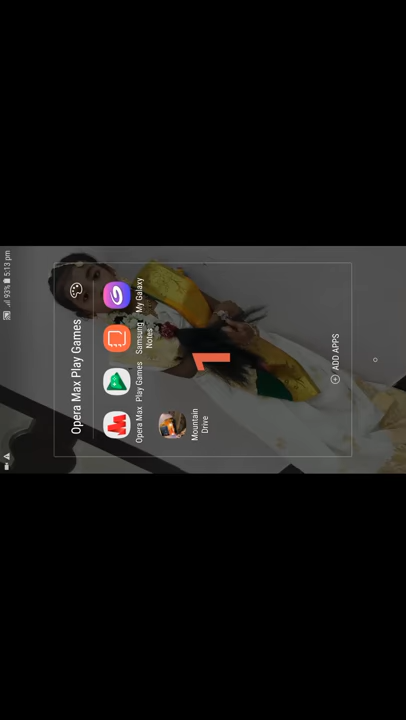 93% 5:13 pm
Opera Max Play Games
Opera Max
Play Games
Samsung
Notes
My Galaxy
Mountain
Drive
1
ADD APPS